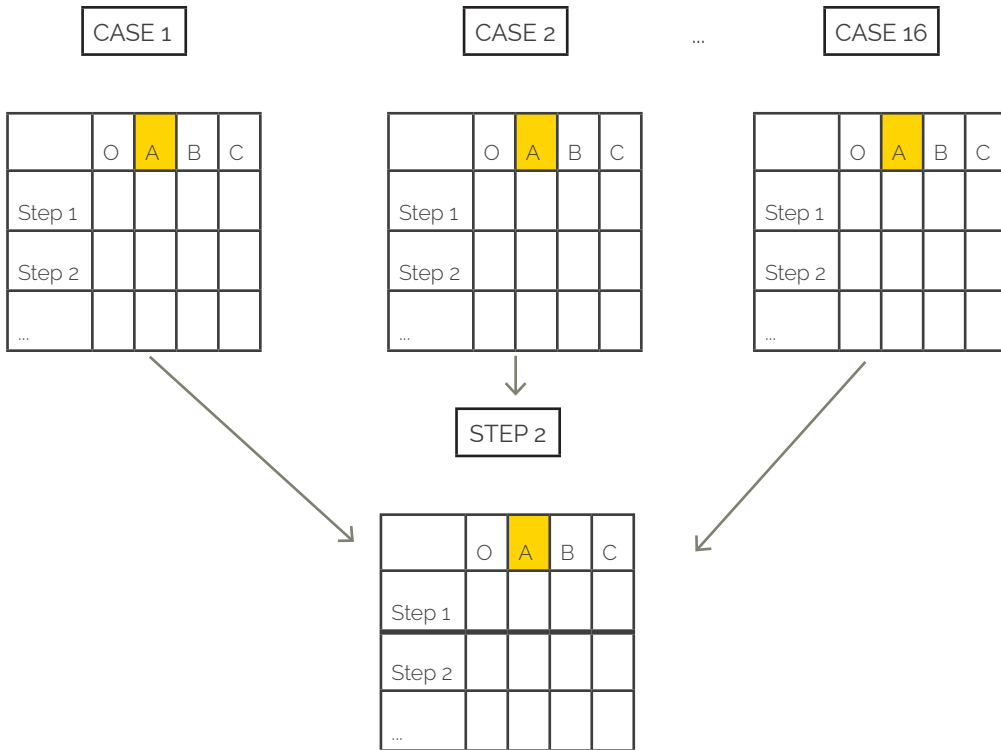 CASE 1
CASE 2
...
CASE 16
O A B C
Step 1
Step 2
...
O A B C
Step 1
Step 2
...
O A B C
Step 1
Step 2
...
STEP 2
O A B C
Step 1
Step 2
...